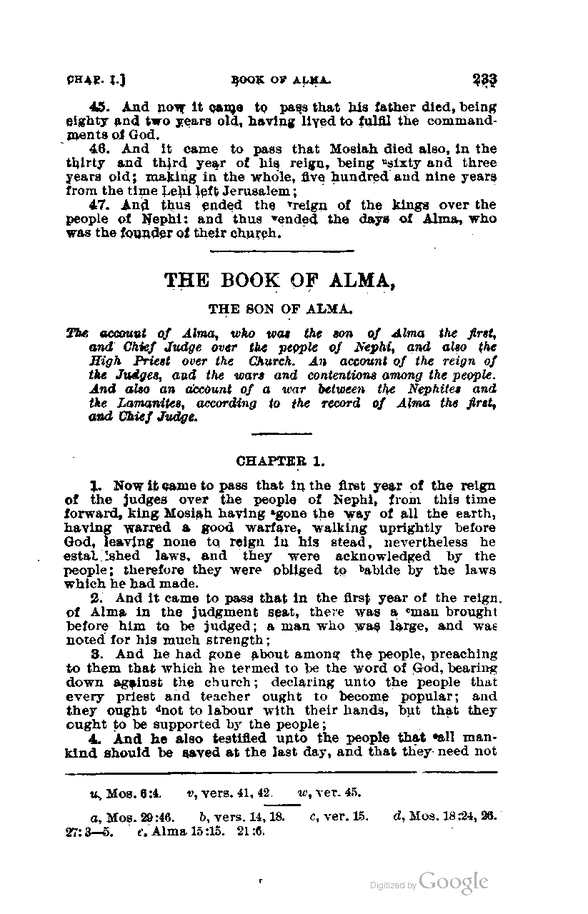 CHAP. I.] BOOK OF ALMA. 233
45. And now it came to pass that his father died, being
eighty and two years old, having lived to fulfil the command-
ments of God.
46. And it came to pass that Mosiah died also, in the
thirty and third year of his reign, being ᵘsixty and three
years old; making in the whole, five hundred and nine years
from the time Lehi left Jerusalem;
47. And thus ended the ᵛreign of the kings over the
people of Nephi: and thus ʷended the days of Alma, who
was the founder of their church.
THE BOOK OF ALMA,
THE SON OF ALMA.
The account of Alma, who was the son of Alma the first,
and Chief Judge over the people of Nephi, and also the
High Priest over the Church. An account of the reign of
the Judges, and the wars and contentions among the people.
And also an account of a war between the Nephites and
the Lamanites, according to the record of Alma the first,
and Chief Judge.
CHAPTER 1.
1. Now it came to pass that in the first year of the reign
of the judges over the people of Nephi, from this time
forward, king Mosiah having ᵃgone the way of all the earth,
having warred a good warfare, walking uprightly before
God, leaving none to reign in his stead, nevertheless he
established laws, and they were acknowledged by the
people; therefore they were obliged to ᵇabide by the laws
which he had made.
2. And it came to pass that in the first year of the reign
of Alma in the judgment seat, there was a ᶜman brought
before him to be judged; a man who was large, and was
noted for his much strength;
3. And he had gone about among the people, preaching
to them that which he termed to be the word of God, bearing
down against the church; declaring unto the people that
every priest and teacher ought to become popular; and
they ought ᵈnot to labour with their hands, but that they
ought to be supported by the people;
4. And he also testified unto the people that ᵉall man-
kind should be saved at the last day, and that they need not
u, Mos. 6:4. v, vers. 41, 42. w, ver. 45.
a, Mos. 29:46. b, vers. 14, 18. c, ver. 15. d, Mos. 18:24, 26.
27:3—5. e, Alma 15:15. 21:6.
Digitized by Google